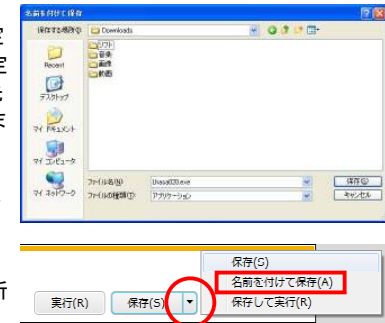 定
定
名前を付けて保存
保存する場所(I):
Downloads
ソフト
音楽
画像
動画
Recent
デスクトップ
マイ ドキュメント
マイ コンピュータ
マイ ネットワーク
ファイル名(N):
保存(S)
ファイルの種類(T):
アプリケーション
キャンセル
所
実行(R)
保存(S)
保存(S)
名前を付けて保存(A)
保存して実行(R)